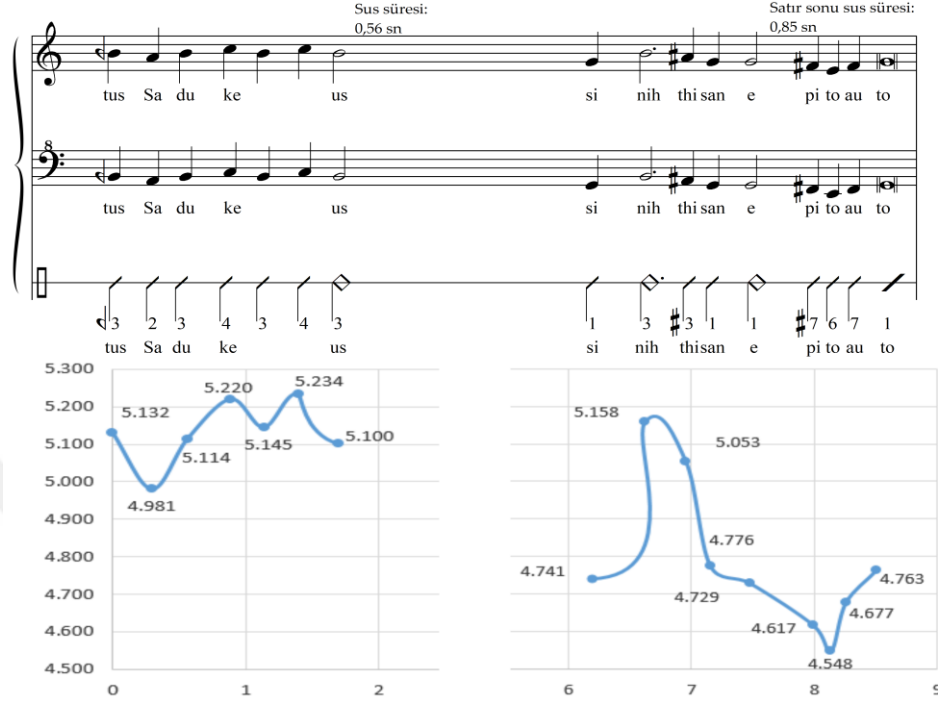 Sus süresi:
0,56 sn
Satır sonu sus süresi:
0,85 sn
tus Sa du ke us si nih thi san e pi to au to
8
tus Sa du ke us si nih thi san e pi to au to
3 2 3 4 3 4 3 1 3 #3 1 1 #7 6 7 1
tus Sa du ke us si nih thi san e pi to au to
5.300
5.200
5.100
5.000
4.900
4.800
4.700
4.600
4.500
5.132
4.981
5.114
5.220
5.145
5.234
5.100
0 1 2
4.741
5.158
5.053
4.776
4.729
4.617
4.548
4.677
4.763
6 7 8 9